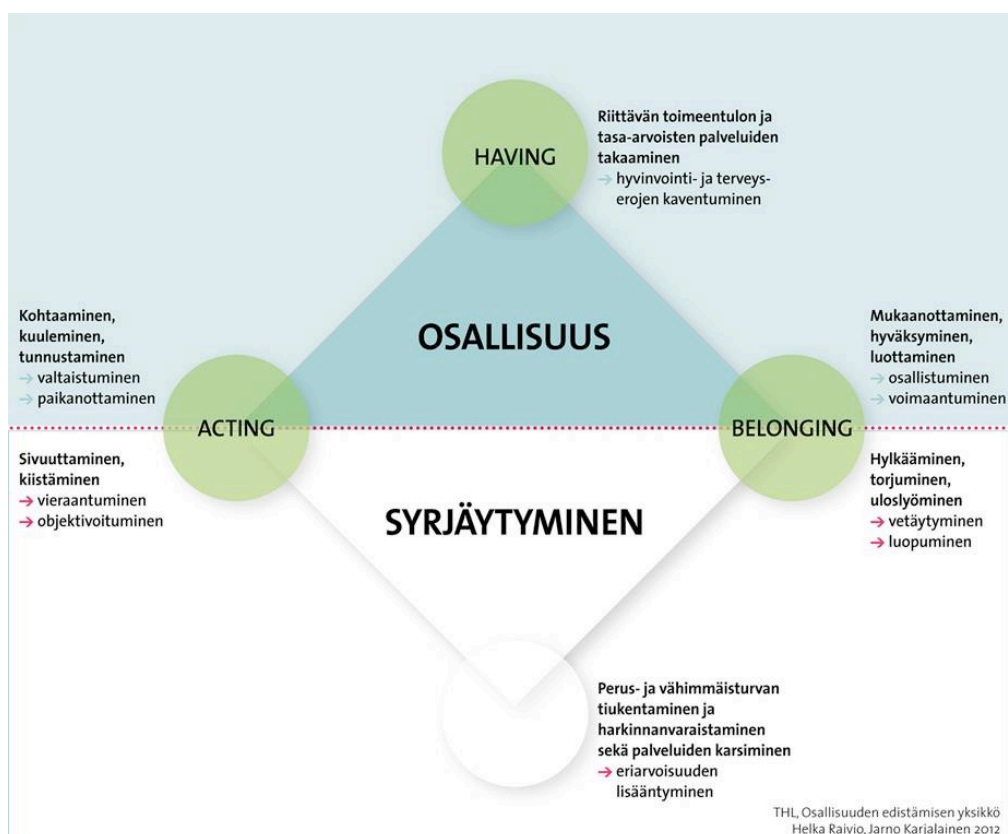 HAVING
Riittävän toimeentulon ja
tasa-arvoisten palveluiden
takaaminen
→ hyvinvointi- ja terveys-
erojen kaventuminen
OSALLISUUS
Kohtaaminen,
kuuleminen,
tunnustaminen
→ valtaistuminen
→ paikanottaminen
Mukaanottaminen,
hyväksyminen,
luottaminen
→ osallistuminen
→ voimaantuminen
ACTING
BELONGING
Sivuuttaminen,
kiistäminen
→ vieraantuminen
→ objektivoituminen
SYRJÄYTYMINEN
Hylkääminen,
torjuminen,
uloslyöminen
→ vetäytyminen
→ luopuminen
Perus- ja vähimmäisturvan
tiukentaminen ja
harkinnanvaraistaminen
sekä palveluiden karsiminen
→ eriarvoisuuden
lisääntyminen
THL, Osallisuuden edistämisen yksikkö
Helka Raivio, Jarno Karjalainen 2012